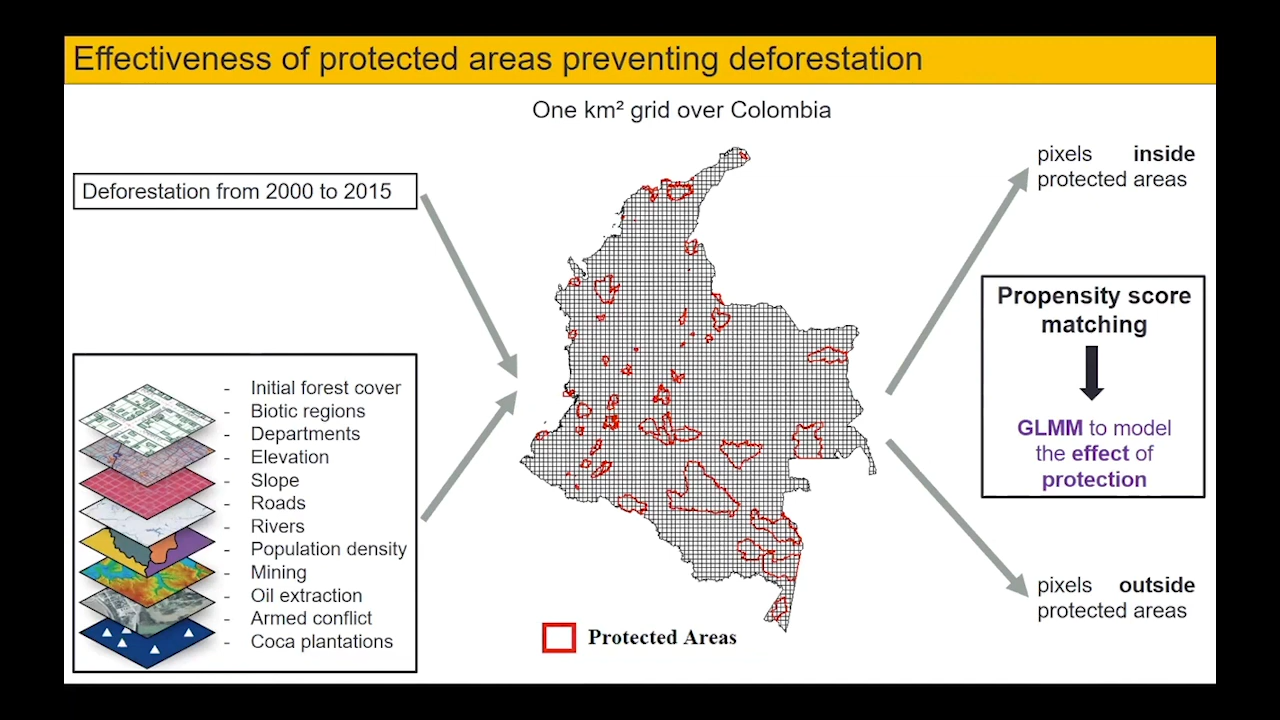 Effectiveness of protected areas preventing deforestation
One km² grid over Colombia
Deforestation from 2000 to 2015
- Initial forest cover
- Biotic regions
- Departments
- Elevation
- Slope
- Roads
- Rivers
- Population density
- Mining
- Oil extraction
- Armed conflict
- Coca plantations
Protected Areas
pixels inside
protected areas
Propensity score
matching
GLMM to model
the effect of
protection
pixels outside
protected areas